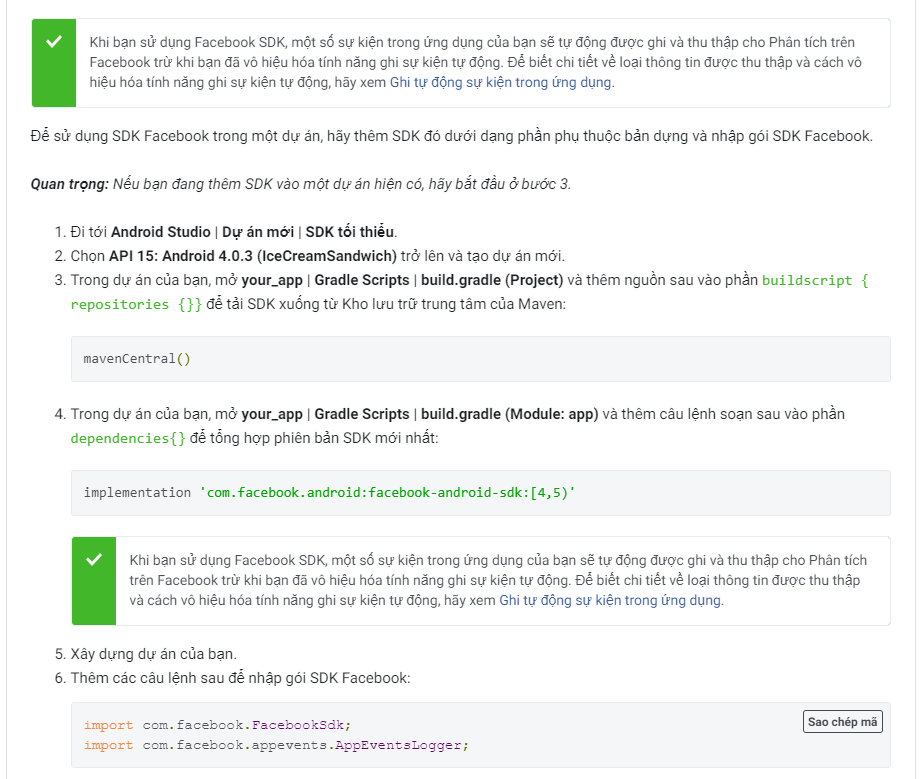 Khi bạn sử dụng Facebook SDK, một số sự kiện trong ứng dụng của bạn sẽ tự động được ghi và thu thập cho Phân tích trên
Facebook trừ khi bạn đã vô hiệu hóa tính năng ghi sự kiện tự động. Để biết chi tiết về loại thông tin được thu thập và cách vô
hiệu hóa tính năng ghi sự kiện tự động, hãy xem Ghi tự động sự kiện trong ứng dụng.
Để sử dụng SDK Facebook trong một dự án, hãy thêm SDK đó dưới dạng phần phụ thuộc bản dựng và nhập gói SDK Facebook.
Quan trọng: Nếu bạn đang thêm SDK vào một dự án hiện có, hãy bắt đầu ở bước 3.
1. Đi tới Android Studio | Dự án mới | SDK tối thiểu.
2. Chọn API 15: Android 4.0.3 (IceCreamSandwich) trở lên và tạo dự án mới.
3. Trong dự án của bạn, mở your_app | Gradle Scripts | build.gradle (Project) và thêm nguồn sau vào phần buildscript {
repositories {}} để tải SDK xuống từ Kho lưu trữ trung tâm của Maven:
mavenCentral()
4. Trong dự án của bạn, mở your_app | Gradle Scripts | build.gradle (Module: app) và thêm câu lệnh soạn sau vào phần
dependencies{} để tổng hợp phiên bản SDK mới nhất:
implementation 'com.facebook.android:facebook-android-sdk:[4,5)'
Khi bạn sử dụng Facebook SDK, một số sự kiện trong ứng dụng của bạn sẽ tự động được ghi và thu thập cho Phân tích
trên Facebook trừ khi bạn đã vô hiệu hóa tính năng ghi sự kiện tự động. Để biết chi tiết về loại thông tin được thu thập
và cách vô hiệu hóa tính năng ghi sự kiện tự động, hãy xem Ghi tự động sự kiện trong ứng dụng.
5. Xây dựng dự án của bạn.
6. Thêm các câu lệnh sau để nhập gói SDK Facebook:
Sao chép mã
import com.facebook.FacebookSdk;
import com.facebook.appevents.AppEventsLogger;